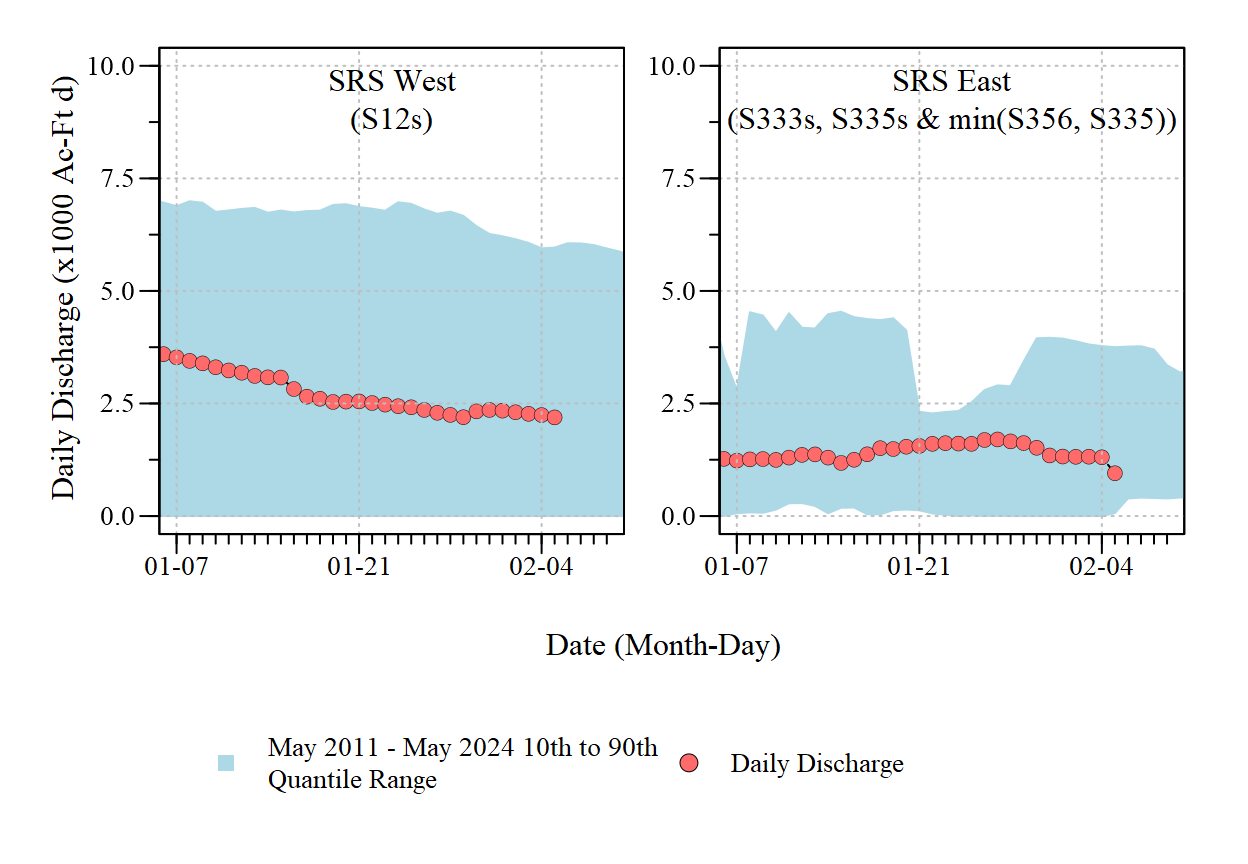 SRS West
(S12s)
SRS East
(S333s, S335s & min(S356, S335))
Daily Discharge (x1000 Ac-Ft d)
10.0
7.5
5.0
2.5
0.0
01-07 01-21 02-04
10.0
7.5
5.0
2.5
0.0
01-07 01-21 02-04
Date (Month-Day)
May 2011 - May 2024 10th to 90th
Quantile Range
Daily Discharge